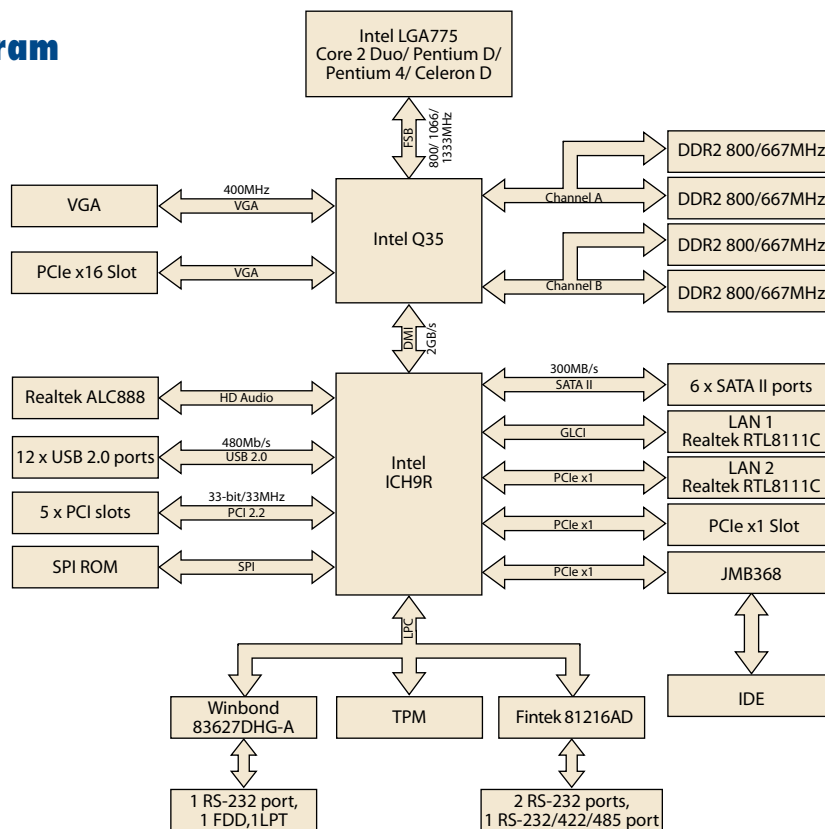 ram
Intel LGA775
Core 2 Duo/ Pentium D/
Pentium 4/ Celeron D
FSB
800/ 1066/
1333MHz
DDR2 800/667MHz
400MHz
VGA
VGA
Channel A
DDR2 800/667MHz
Intel Q35
DDR2 800/667MHz
PCIe x16 Slot
VGA
Channel B
DDR2 800/667MHz
DMI
2GB/s
Realtek ALC888
HD Audio
300MB/s
SATA II
6 x SATA II ports
GLCI
LAN 1
Realtek RTL8111C
12 x USB 2.0 ports
480Mb/s
USB 2.0
Intel
ICH9R
PCIe x1
LAN 2
Realtek RTL8111C
5 x PCI slots
33-bit/33MHz
PCI 2.2
PCIe x1
PCIe x1 Slot
SPI ROM
SPI
PCIe x1
JMB368
LPC
IDE
Winbond
83627DHG-A
TPM
Fintek 81216AD
1 RS-232 port,
1 FDD,1LPT
2 RS-232 ports,
1 RS-232/422/485 port